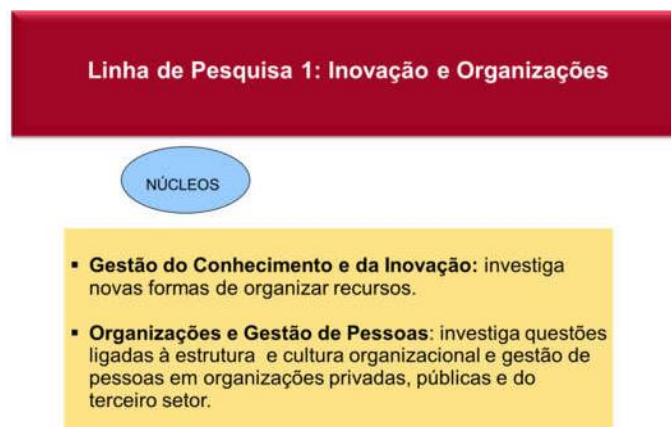 Linha de Pesquisa 1: Inovação e Organizações
NÚCLEOS
▪ Gestão do Conhecimento e da Inovação: investiga
novas formas de organizar recursos.
▪ Organizações e Gestão de Pessoas: investiga questões
ligadas à estrutura e cultura organizacional e gestão de
pessoas em organizações privadas, públicas e do
terceiro setor.